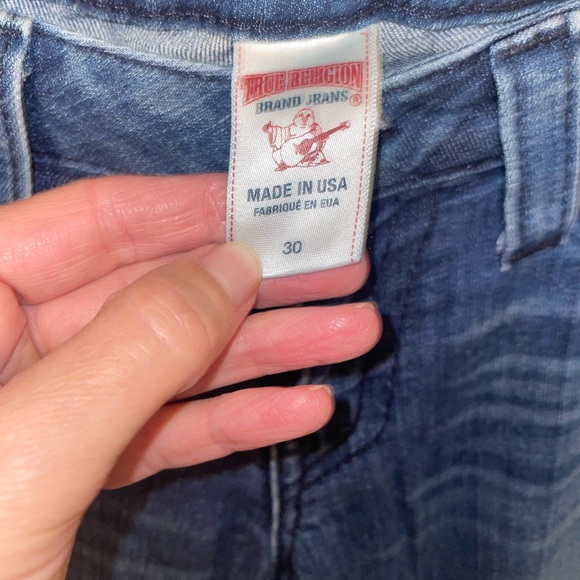 TRUE RELIGION
BRAND JEANS®
MADE IN USA
FABRIQUÉ EN EUA
30